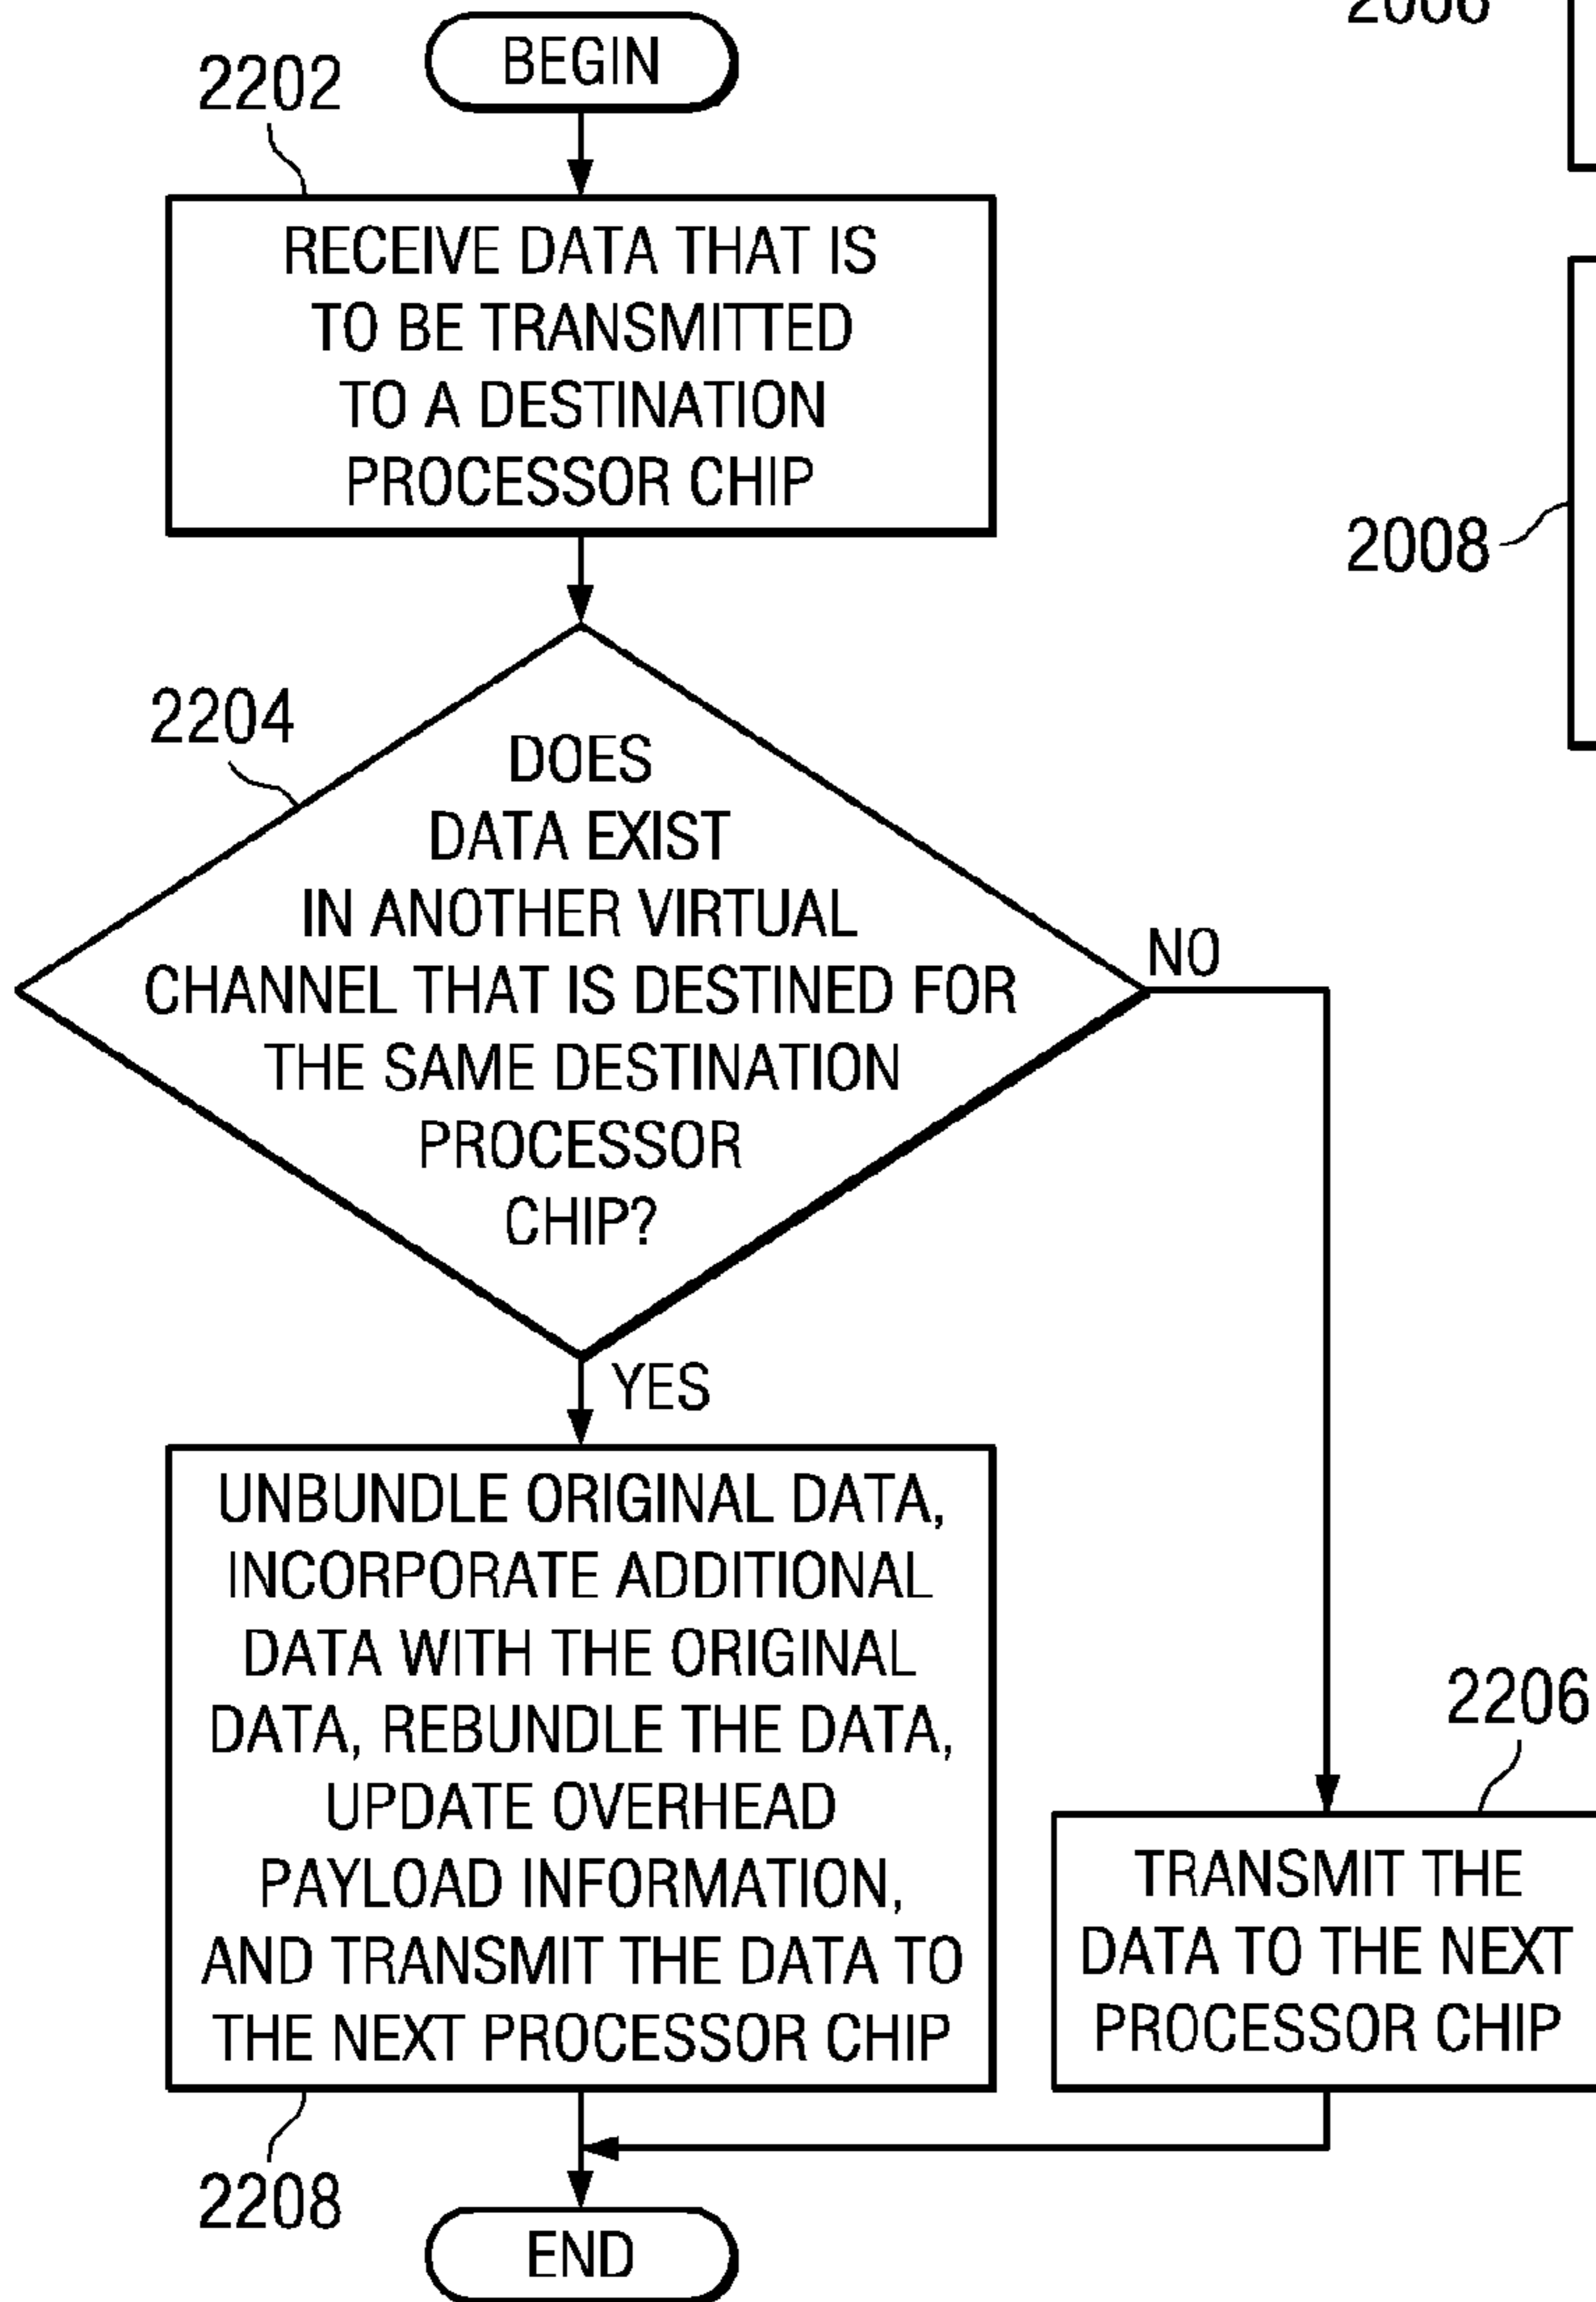 BEGIN
2202
RECEIVE DATA THAT IS
TO BE TRANSMITTED
TO A DESTINATION
PROCESSOR CHIP
2204
DOES
DATA EXIST
IN ANOTHER VIRTUAL
CHANNEL THAT IS DESTINED FOR
THE SAME DESTINATION
PROCESSOR
CHIP?
NO
YES
UNBUNDLE ORIGINAL DATA,
INCORPORATE ADDITIONAL
DATA WITH THE ORIGINAL
DATA, REBUNDLE THE DATA,
UPDATE OVERHEAD
PAYLOAD INFORMATION,
AND TRANSMIT THE DATA TO
THE NEXT PROCESSOR CHIP
2208
2206
TRANSMIT THE
DATA TO THE NEXT
PROCESSOR CHIP
END
2008